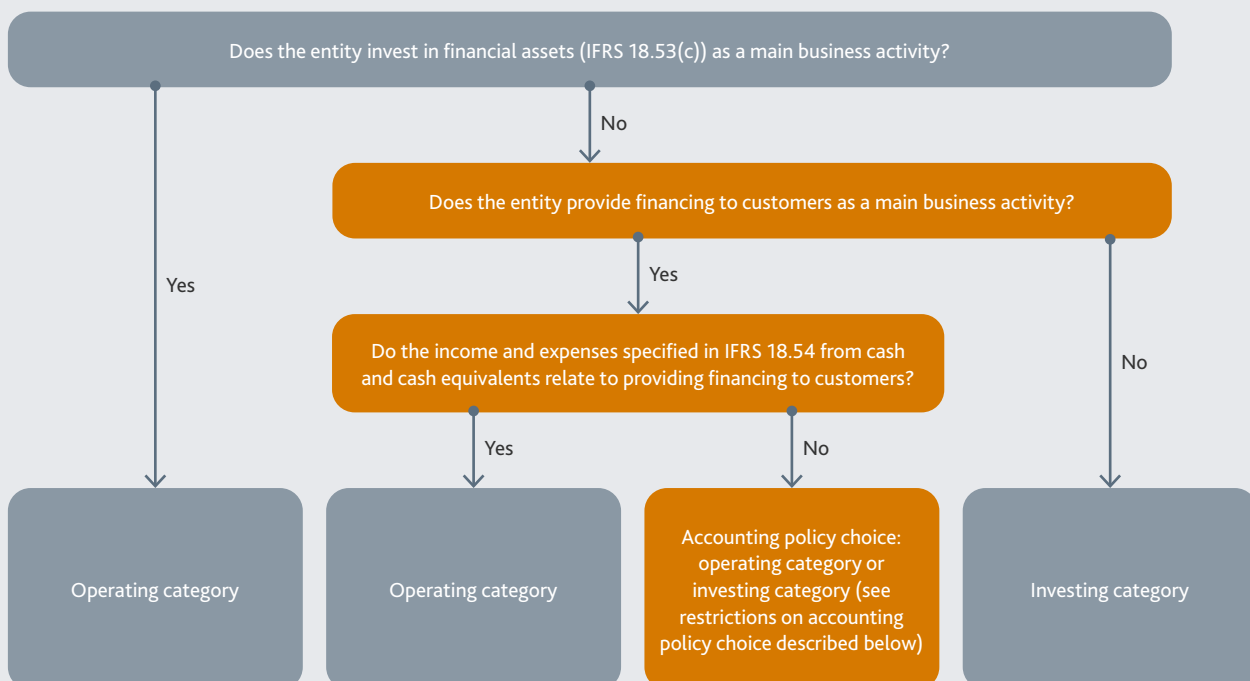 Does the entity invest in financial assets (IFRS 18.53(c)) as a main business activity?
No
Does the entity provide financing to customers as a main business activity?
Yes
Yes
Do the income and expenses specified in IFRS 18.54 from cash
and cash equivalents relate to providing financing to customers?
No
Yes
No
Operating category
Operating category
Accounting policy choice:
operating category or
investing category (see
restrictions on accounting
policy choice described below)
Investing category